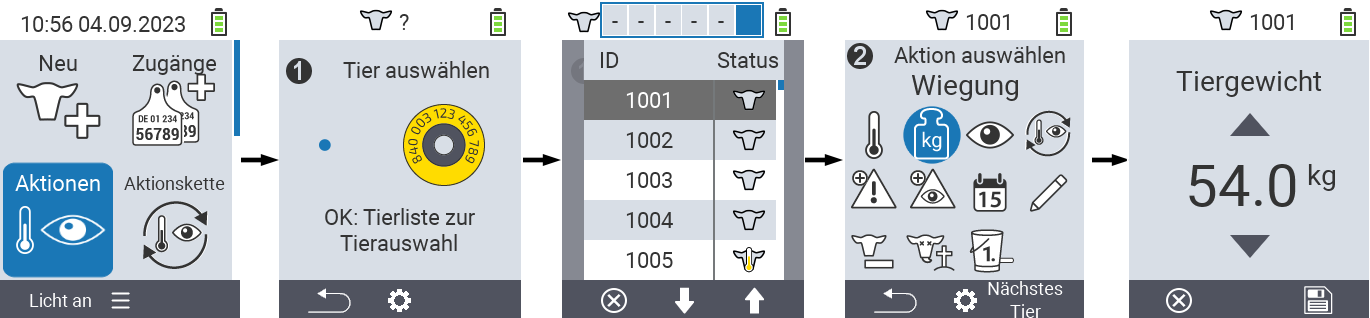 10:56 04.09.2023
Neu
Zugänge
DE 01 234
234
56789
39
Aktionen
Aktionskette
Licht an
?
1
Tier auswählen
840 003 123 456 789
OK: Tierliste zur
Tierauswahl
- - - - -
ID Status
1001
1002
1003
1004
1005
1001
2 Aktion auswählen
Wiegung
kg
15
1.
Nächstes
Tier
1001
Tiergewicht
54.0 kg